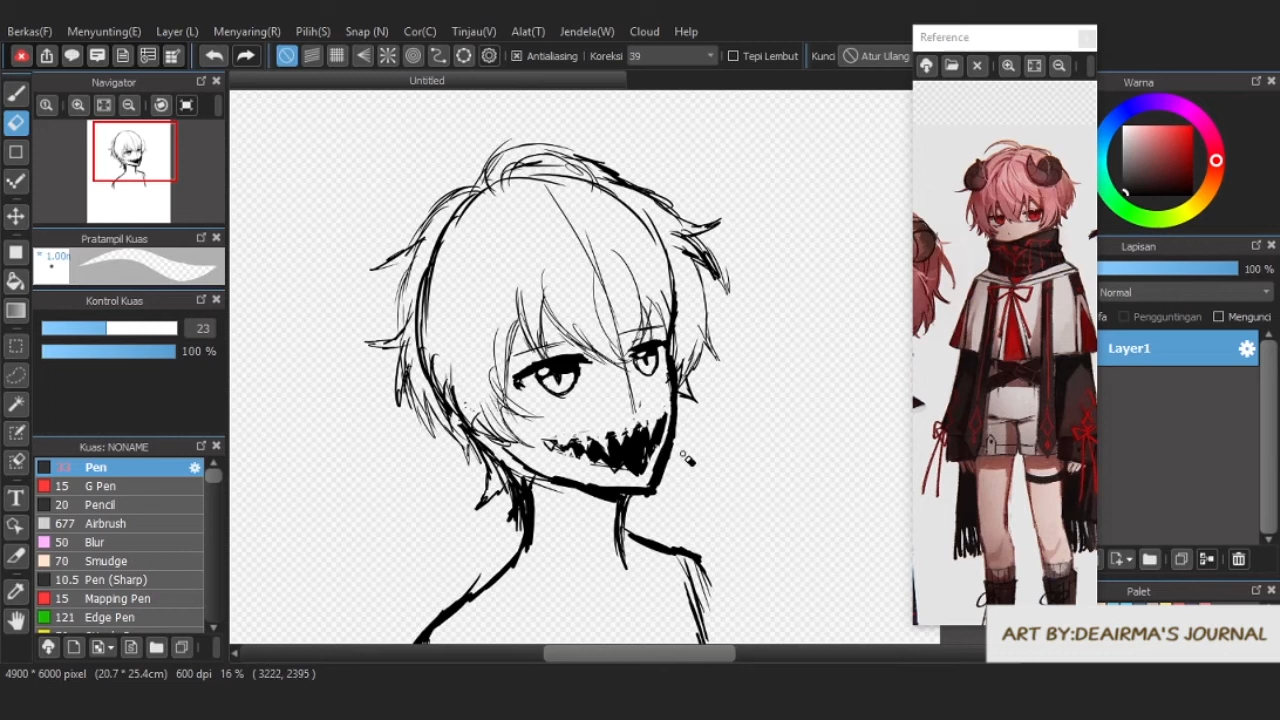 Berkas(F) Menyunting(E) Layer (L) Menyaring(R) Pilih(S) Snap (N) Cor(C) Tinjau(V) Alat(T) Jendela(W) Cloud Help
Reference
Antialiasing Koreksi 39 Tepi Lembut Kunci Atur Ulang
Navigator
Untitled
Warna
Pratampil Kuas
1.00
Lapisan
100 %
Kontrol Kuas
Normal
23
Pengguntingan Mengunci
100 %
Layer1
Kuas: NONAME
Pen
15 G Pen
20 Pencil
677 Airbrush
50 Blur
70 Smudge
10.5 Pen (Sharp)
15 Mapping Pen
121 Edge Pen
Palet
ART BY:DEAIRMA'S JOURNAL
4900 * 6000 pixel (20.7 * 25.4cm) 600 dpi 16 % ( 3222, 2395 )